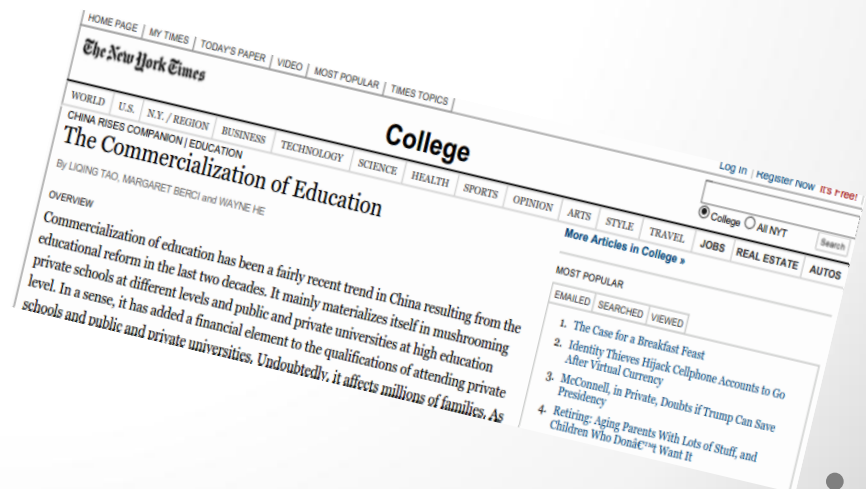 HOME PAGE | MY TIMES | TODAY'S PAPER | VIDEO | MOST POPULAR | TIMES TOPICS
The New York Times
College
Log In | Register Now It's Free!
College All NYT
Search
WORLD U.S. N.Y. / REGION BUSINESS TECHNOLOGY SCIENCE HEALTH SPORTS OPINION ARTS STYLE TRAVEL JOBS REAL ESTATE AUTOS
CHINA RISES COMPANION | EDUCATION
The Commercialization of Education
By LIQING TAO, MARGARET BERCI and WAYNE HE
OVERVIEW
Commercialization of education has been a fairly recent trend in China resulting from the
educational reform in the last two decades. It mainly materializes itself in mushrooming
private schools at different levels and public and private universities at high education
level. In a sense, it has added a financial element to the qualifications of attending private
schools and public and private universities. Undoubtedly, it affects millions of families. As
More Articles in College »
MOST POPULAR
EMAILED SEARCHED VIEWED
1. The Case for a Breakfast Feast
2. Identity Thieves Hijack Cellphone Accounts to Go
After Virtual Currency
3. McConnell, in Private, Doubts if Trump Can Save
Presidency
4. Retiring: Aging Parents With Lots of Stuff, and
Children Who Donâ€™t Want It